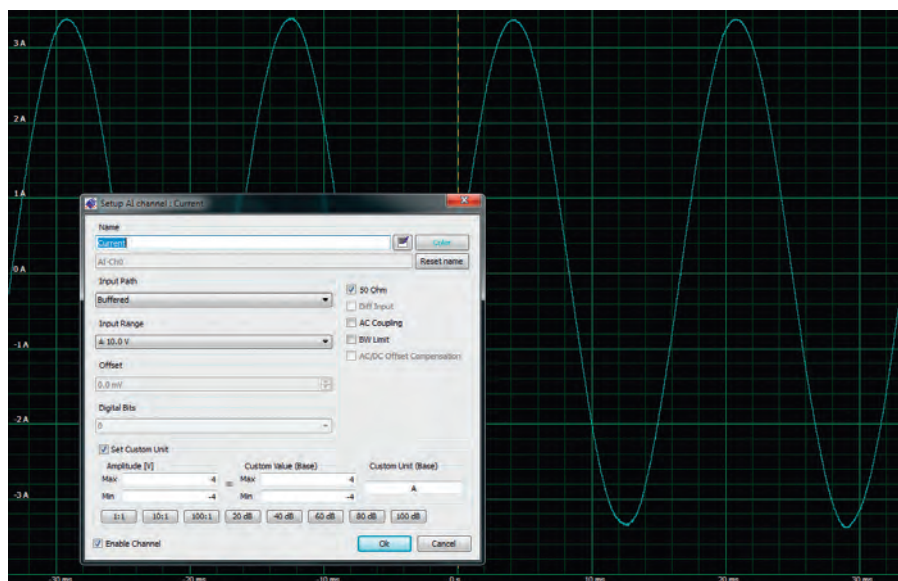 3 A
2 A
1 A
0 A
-1 A
-2 A
-3 A
Setup AI channel : Current
Name
Current
Color
AI-Ch0
Reset name
Input Path
Buffered
50 Ohm
Diff Input
Input Range
AC Coupling
± 10.0 V
BW Limit
AC/DC Offset Compensation
Offset
0.0 mV
Digital Bits
0
Set Custom Unit
Amplitude [V] Custom Value (Base) Custom Unit (Base)
Max 4 = Max 4 A
Min -4 Min -4
1:1 10:1 100:1 20 dB 40 dB 60 dB 80 dB 100 dB
Enable Channel Ok Cancel
-30 ms -20 ms -10 ms 0 s 10 ms 20 ms 30 ms